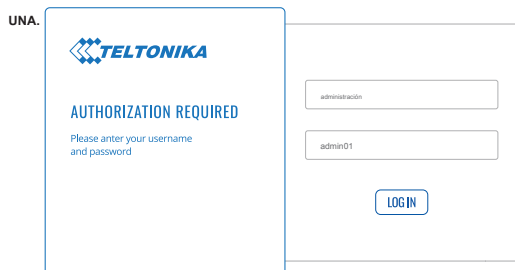 UNA.
TELTONIKA
administración
AUTHORIZATION REQUIRED
Please anter your username
and password
admin01
LOG IN